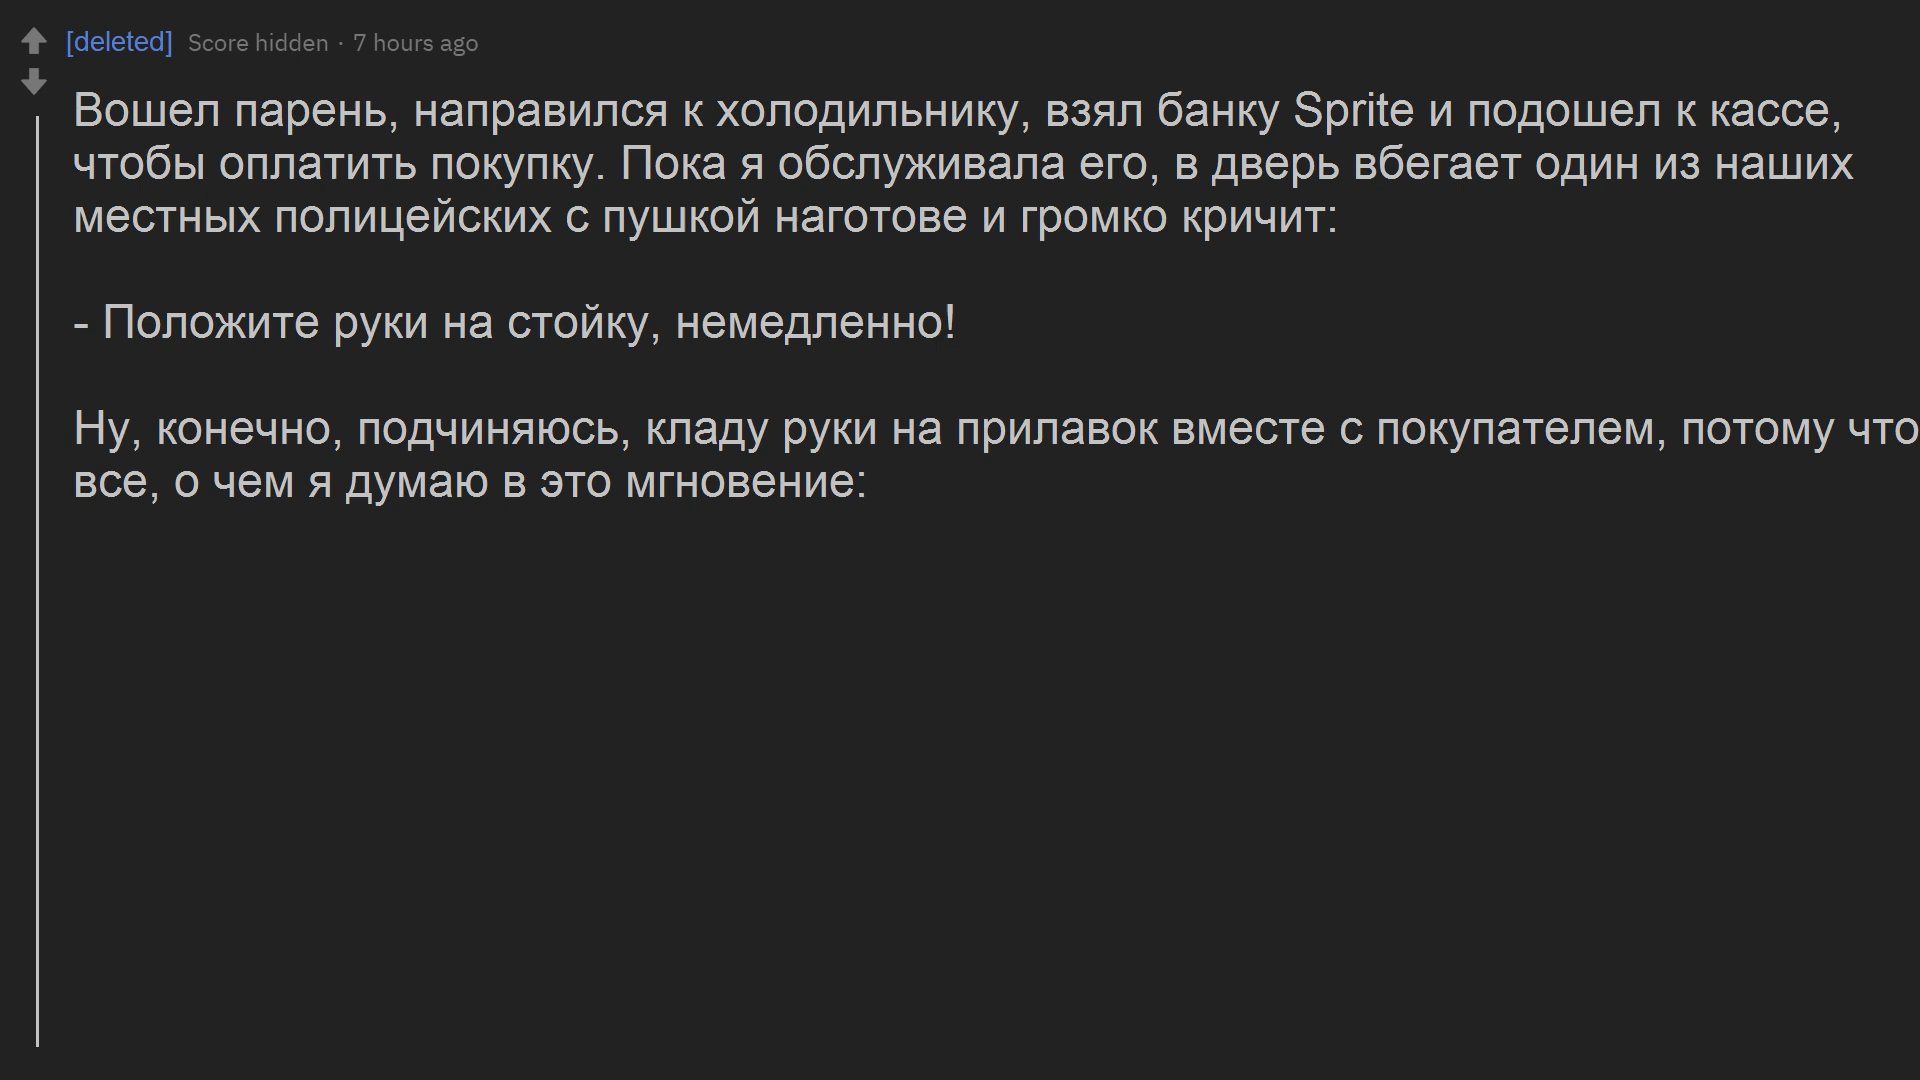 [deleted] Score hidden · 7 hours ago
Вошел парень, направился к холодильнику, взял банку Sprite и подошел к кассе,
чтобы оплатить покупку. Пока я обслуживала его, в дверь вбегает один из наших
местных полицейских с пушкой наготове и громко кричит:
- Положите руки на стойку, немедленно!
Ну, конечно, подчиняюсь, кладу руки на прилавок вместе с покупателем, потому что
все, о чем я думаю в это мгновение: